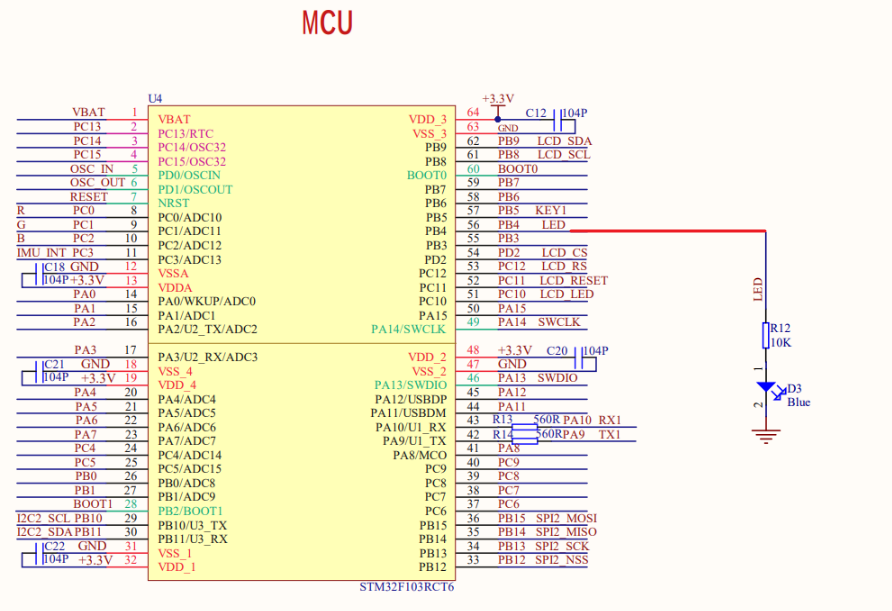 MCU
U4
+3.3V
C12 104P
VBAT 1 VBAT VDD_3 64
PC13 2 PC13/RTC VSS_3 63 GND
PC14 3 PC14/OSC32 PB9 62 PB9 LCD_SDA
PC15 4 PC15/OSC32 PB8 61 PB8 LCD_SCL
OSC_IN 5 PD0/OSCIN BOOT0 60 BOOT0
OSC_OUT 6 PD1/OSCOUT PB7 59 PB7
RESET 7 NRST PB6 58 PB6
R PC0 8 PC0/ADC10 PB5 57 PB5 KEY1
G PC1 9 PC1/ADC11 PB4 56 PB4 LED
B PC2 10 PC2/ADC12 PB3 55 PB3
IMU_INT PC3 11 PC3/ADC13 PD2 54 PD2 LCD_CS
C18 GND 12 VSSA PC12 53 PC12 LCD_RS
104P +3.3V 13 VDDA PC11 52 PC11 LCD_RESET
PA0 14 PA0/WKUP/ADC0 PC10 51 PC10 LCD_LED
PA1 15 PA1/ADC1 PA15 50 PA15
PA2 16 PA2/U2_TX/ADC2 PA14/SWCLK 49 PA14 SWCLK
LED
R12
10K
PA3 17 PA3/U2_RX/ADC3 VDD_2 48 +3.3V C20 104P
C21 GND 18 VSS_4 VSS_2 47 GND
104P +3.3V 19 VDD_4 PA13/SWDIO 46 PA13 SWDIO
1
D3
Blue
2
PA4 20 PA4/ADC4 PA12/USBDP 45 PA12
PA5 21 PA5/ADC5 PA11/USBDM 44 PA11
PA6 22 PA6/ADC6 PA10/U1_RX 43 R13 560R PA10 RX1
PA7 23 PA7/ADC7 PA9/U1_TX 42 R14 560R PA9 TX1
PC4 24 PC4/ADC14 PA8/MCO 41 PA8
PC5 25 PC5/ADC15 PC9 40 PC9
PB0 26 PB0/ADC8 PC8 39 PC8
PB1 27 PB1/ADC9 PC7 38 PC7
BOOT1 28 PB2/BOOT1 PC6 37 PC6
I2C2_SCL PB10 29 PB10/U3_TX PB15 36 PB15 SPI2_MOSI
I2C2_SDA PB11 30 PB11/U3_RX PB14 35 PB14 SPI2_MISO
C22 GND 31 VSS_1 PB13 34 PB13 SPI2_SCK
104P +3.3V 32 VDD_1 PB12 33 PB12 SPI2_NSS
STM32F103RCT6